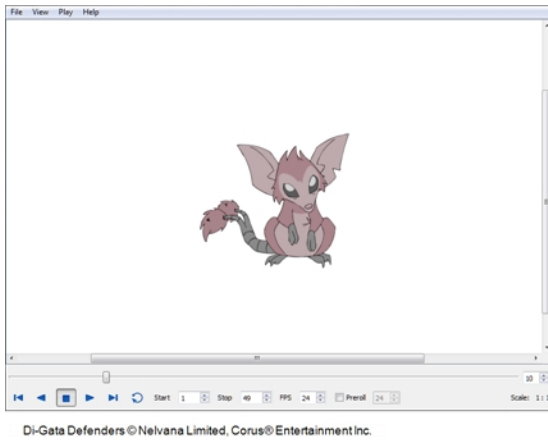 File View Play Help
10
Start 1 Stop 49 FPS 24 Preroll 24 Scale: 1:1
Di-Gata Defenders © Nelvana Limited, Corus® Entertainment Inc.